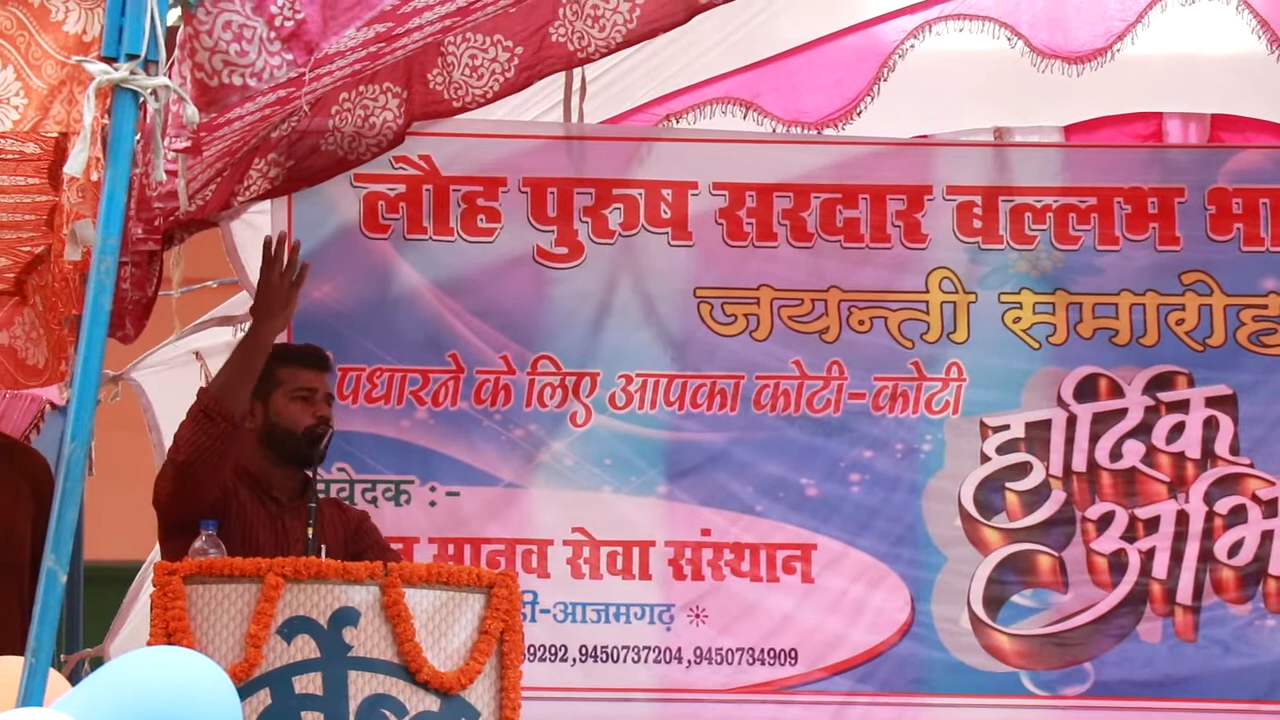 लौह पुरुष सरदार बल्लभ भा
जयन्ती समारोह
पधारने के लिए आपका कोटी-कोटी
हार्दिक
अभि
वेदक :-
मानव सेवा संस्थान
ड़ी-आजमगढ़
9292,9450737204,9450734909